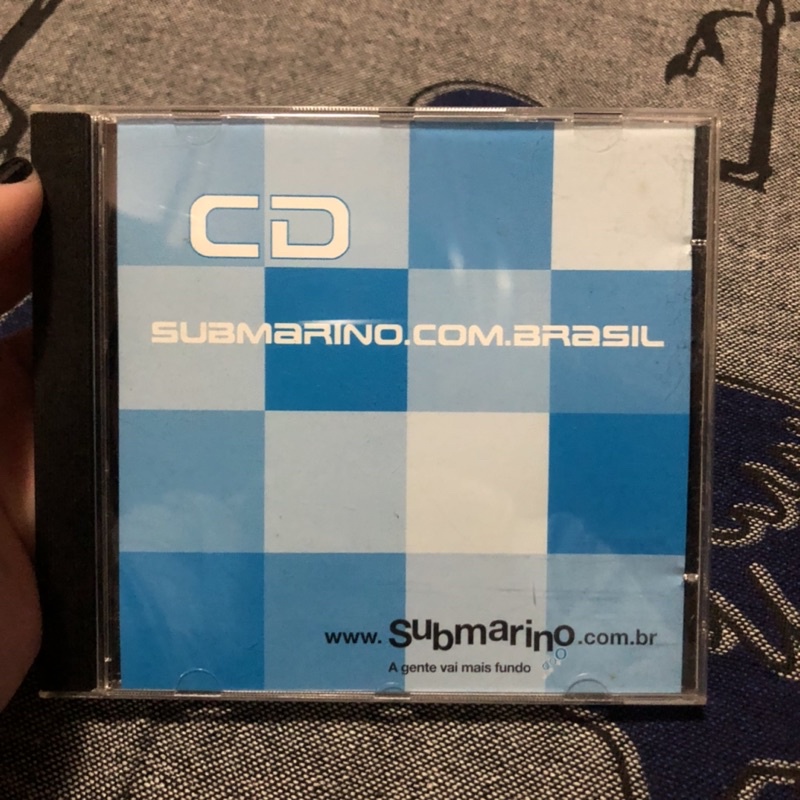 CD
SUBMARINO.COM.BRASIL
www.Submarino.com.br
A gente vai mais fundo